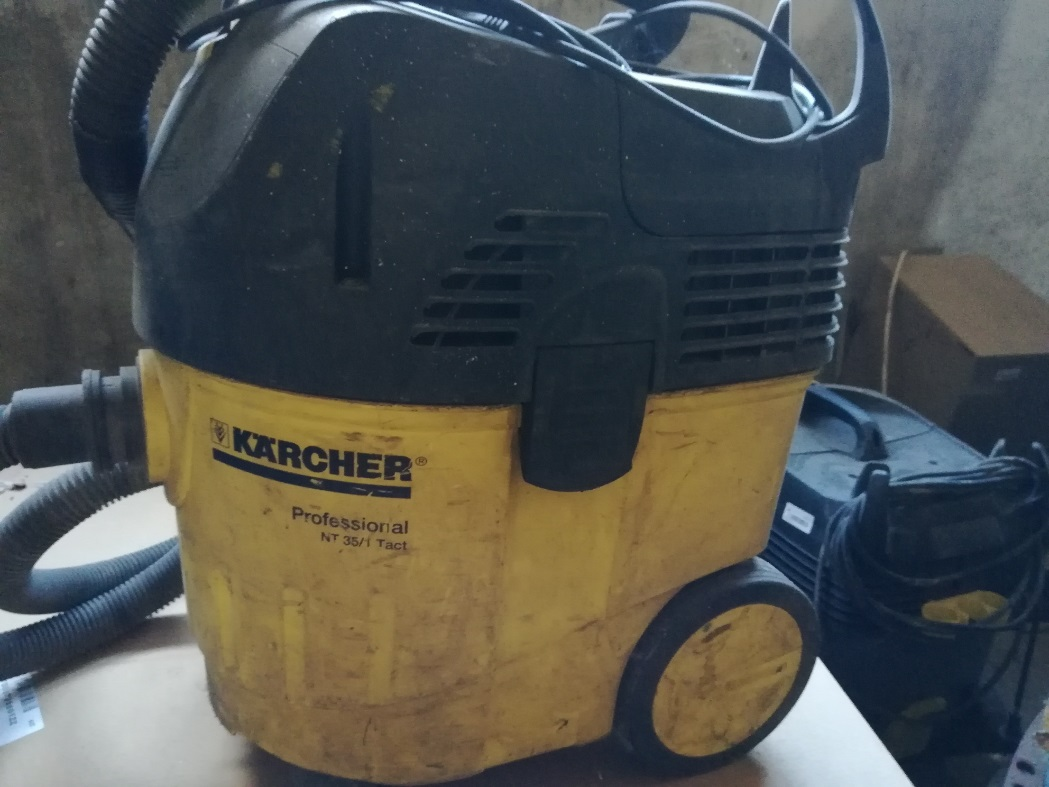 KÄRCHER®
Professional
NT 35/1 Tact